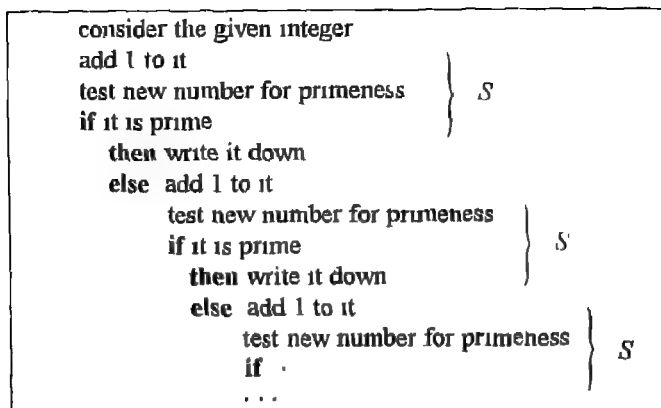 consider the given integer
add 1 to it
test new number for primeness S
if it is prime
then write it down
else add 1 to it
test new number for primeness
if it is prime S
then write it down
else add 1 to it
test new number for primeness
if . S
. . .